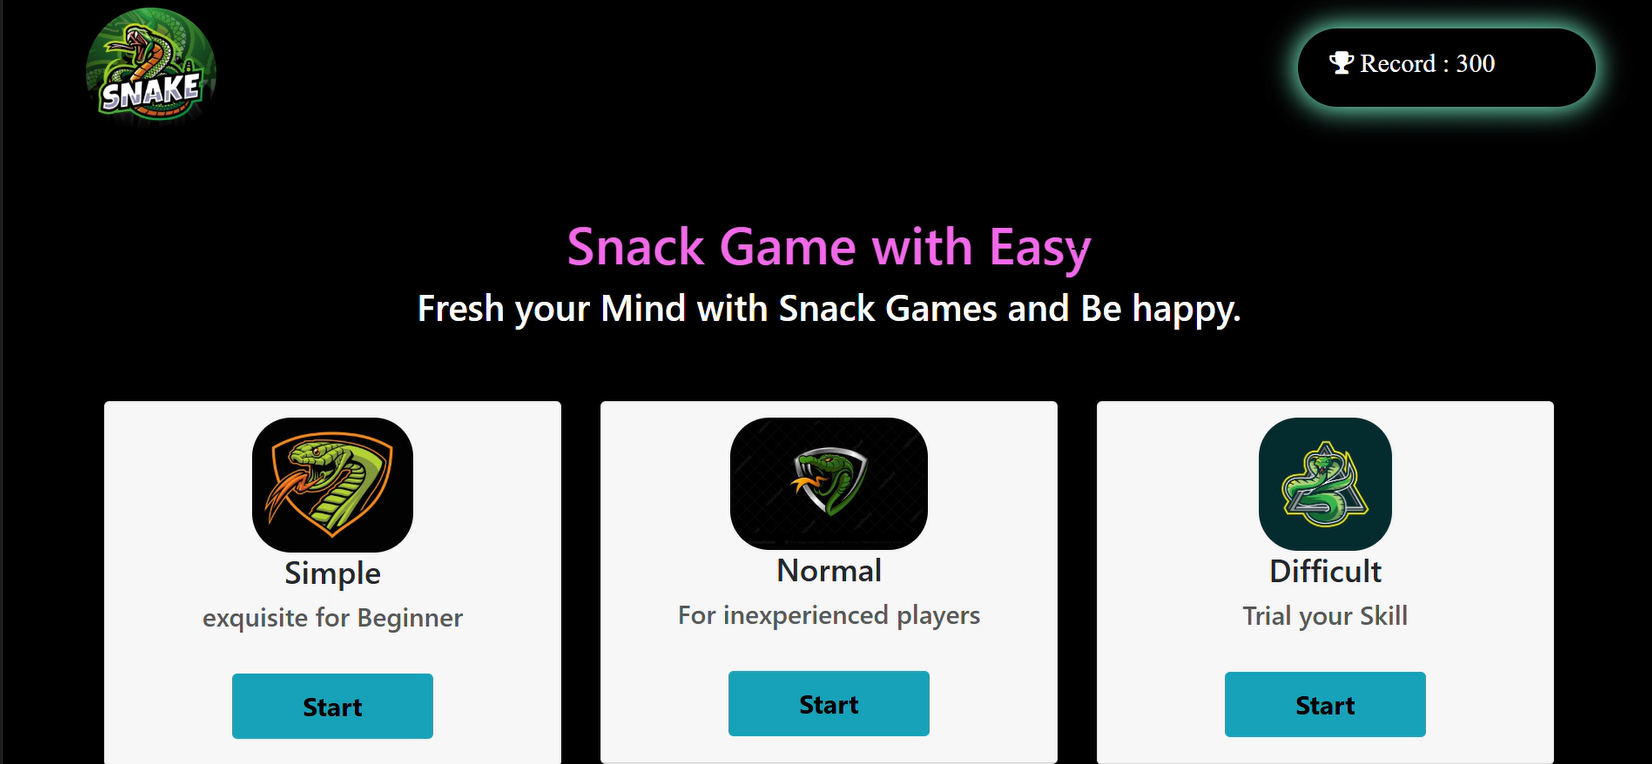 SNAKE
Record : 300
Snack Game with Easy
Fresh your Mind with Snack Games and Be happy.
Simple
exquisite for Beginner
Start
Normal
For inexperienced players
Start
Difficult
Trial your Skill
Start